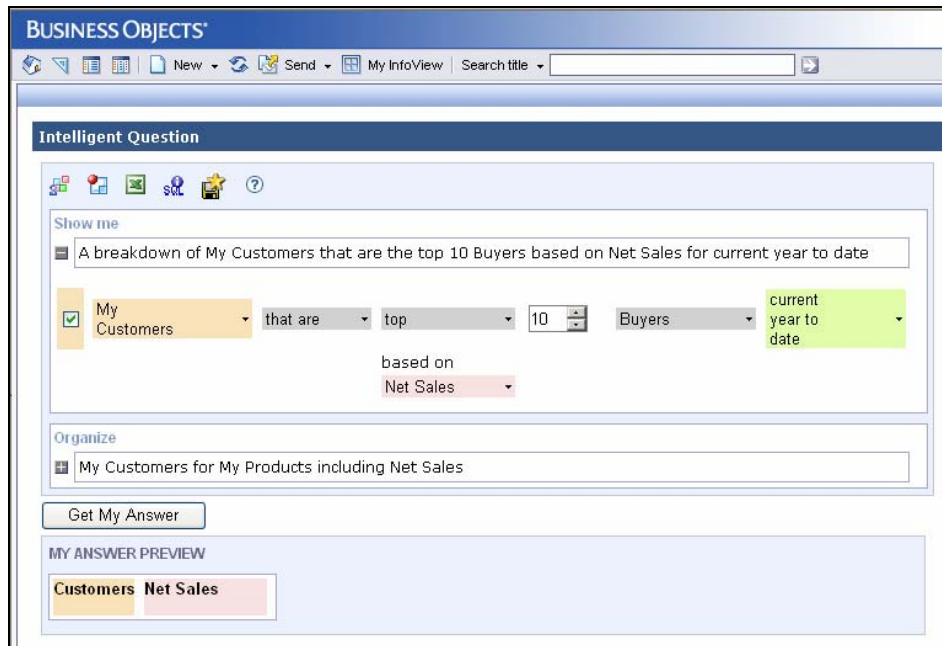 BUSINESS OBJECTS
New Send My InfoView Search title
Intelligent Question
SQL
?
Show me
A breakdown of My Customers that are the top 10 Buyers based on Net Sales for current year to date
My Customers that are top 10 Buyers current year to date
based on
Net Sales
Organize
My Customers for My Products including Net Sales
Get My Answer
MY ANSWER PREVIEW
Customers Net Sales